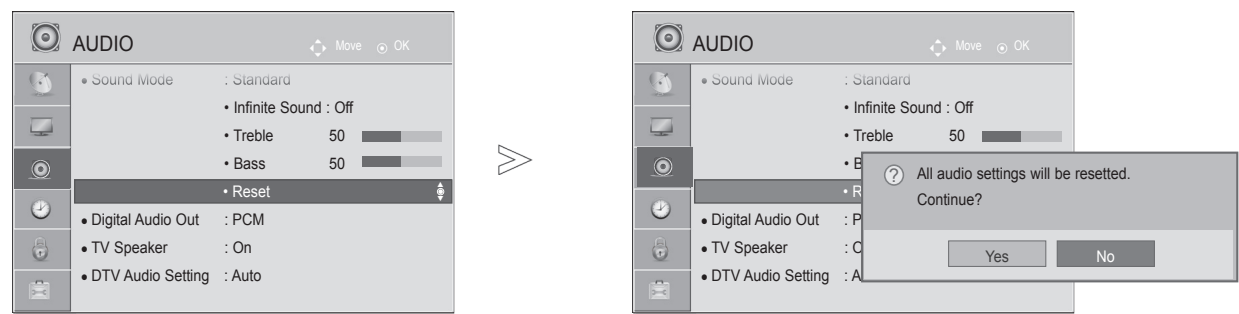 AUDIO Move OK
• Sound Mode : Standard
• Infinite Sound : Off
• Treble 50
• Bass 50
• Reset
• Digital Audio Out : PCM
• TV Speaker : On
• DTV Audio Setting : Auto
AUDIO Move OK
• Sound Mode : Standard
• Infinite Sound : Off
• Treble 50
• B
• R
• Digital Audio Out : P
• TV Speaker : O
• DTV Audio Setting : A
? All audio settings will be resetted.
Continue?
Yes No